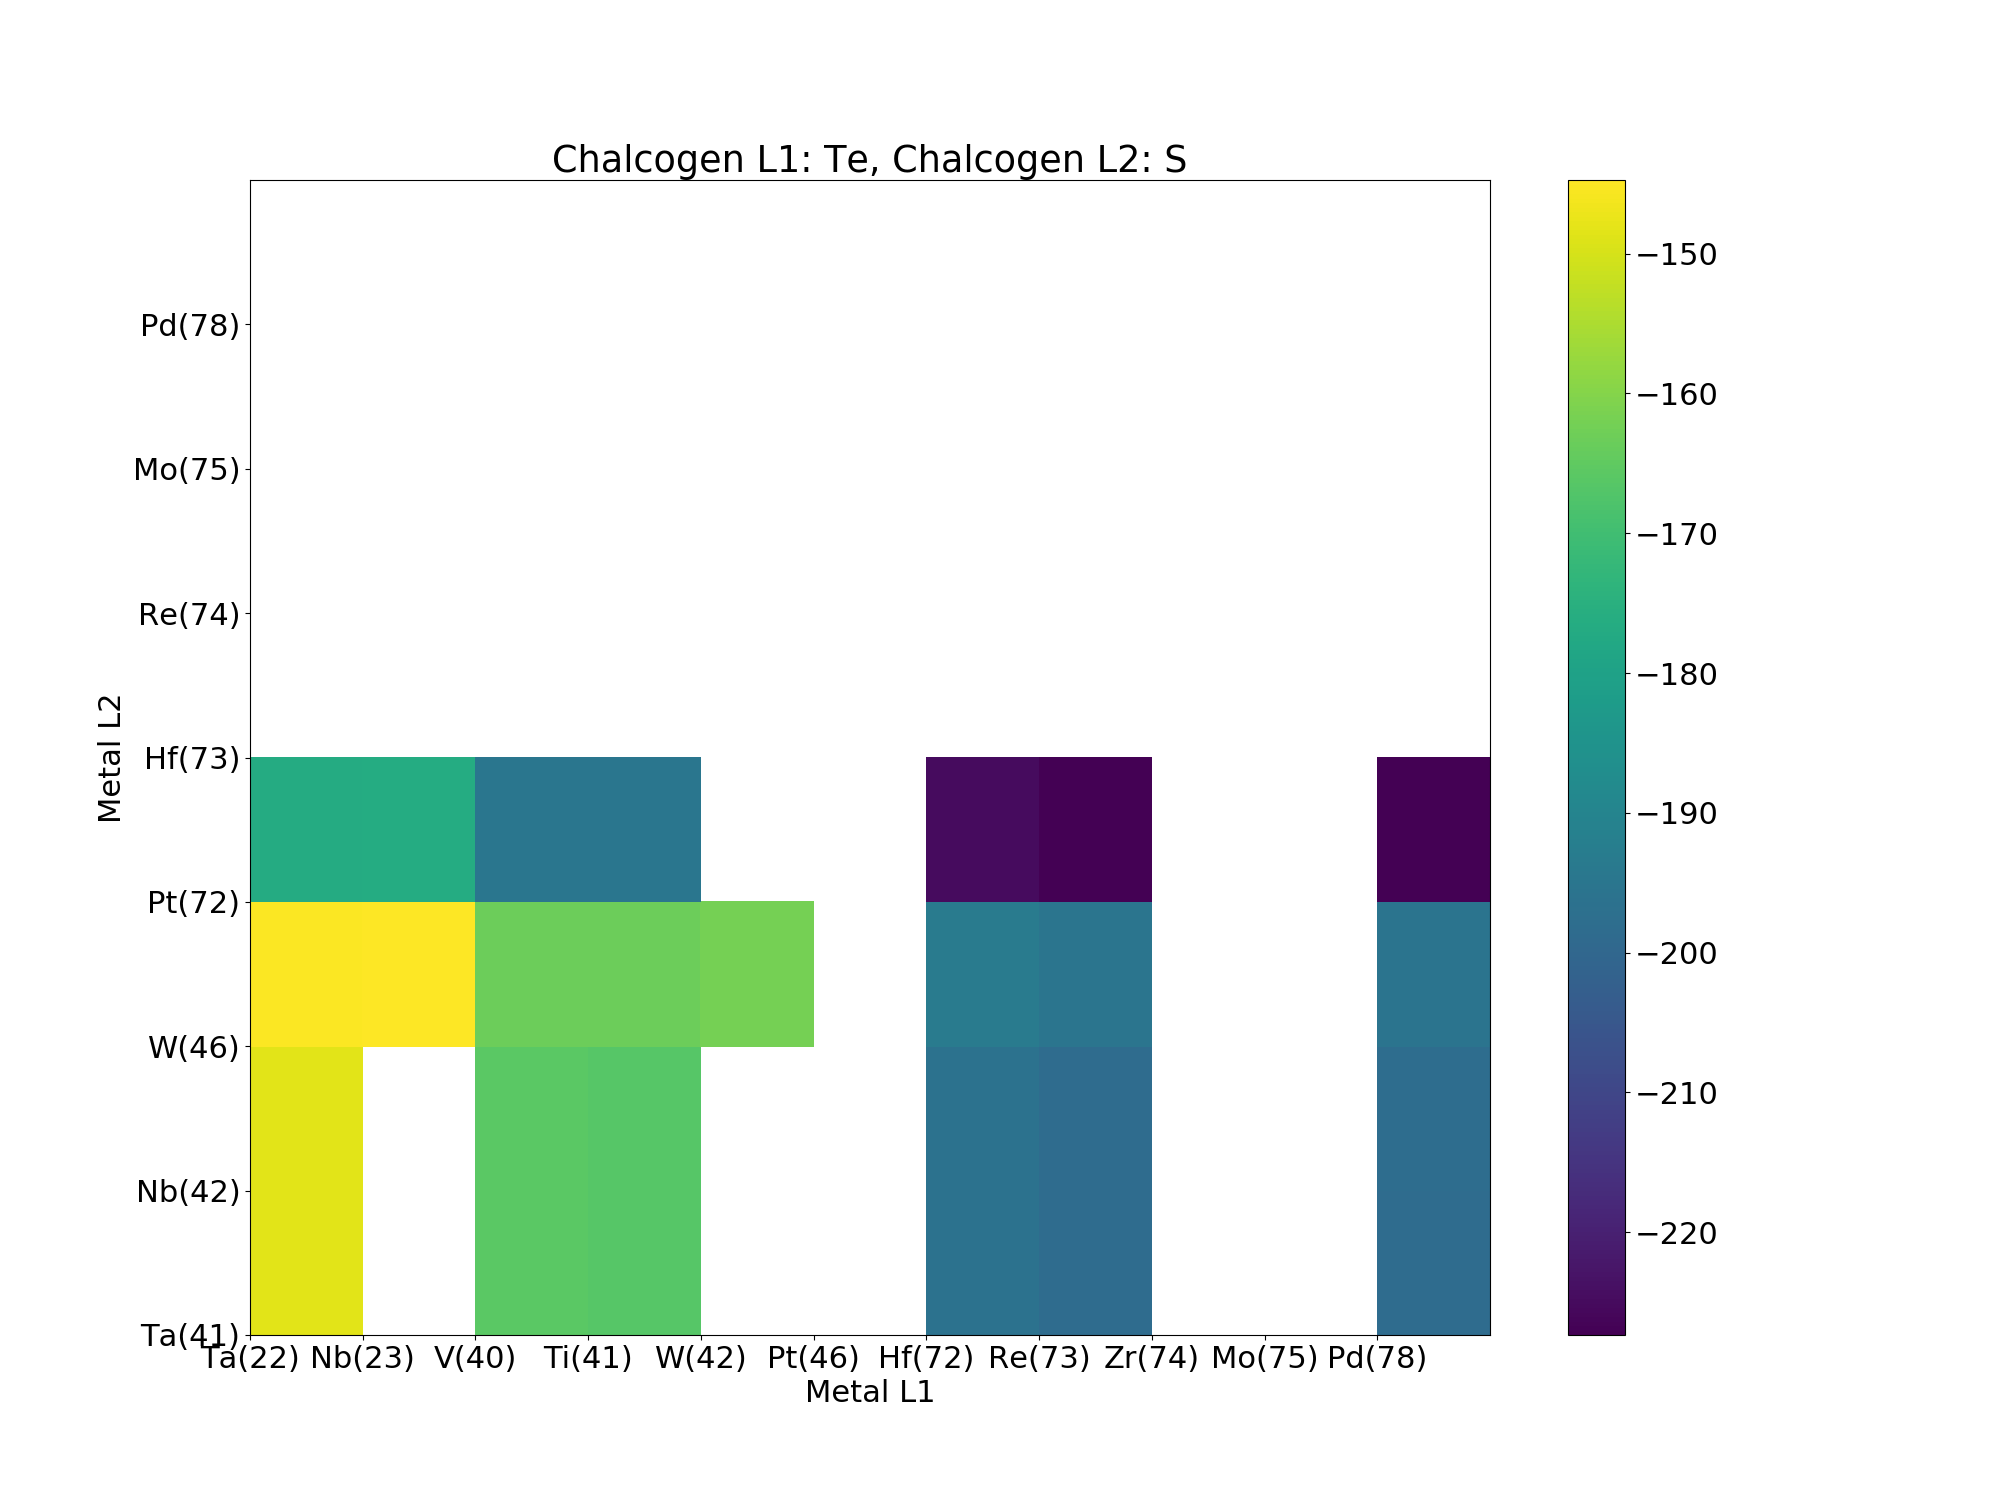 Chalcogen L1: Te, Chalcogen L2: S
Metal L2
Pd(78)
Mo(75)
Re(74)
Hf(73)
Pt(72)
W(46)
Nb(42)
Ta(41)
Ta(22) Nb(23) V(40) Ti(41) W(42) Pt(46) Hf(72) Re(73) Zr(74) Mo(75) Pd(78)
Metal L1
−150
−160
−170
−180
−190
−200
−210
−220